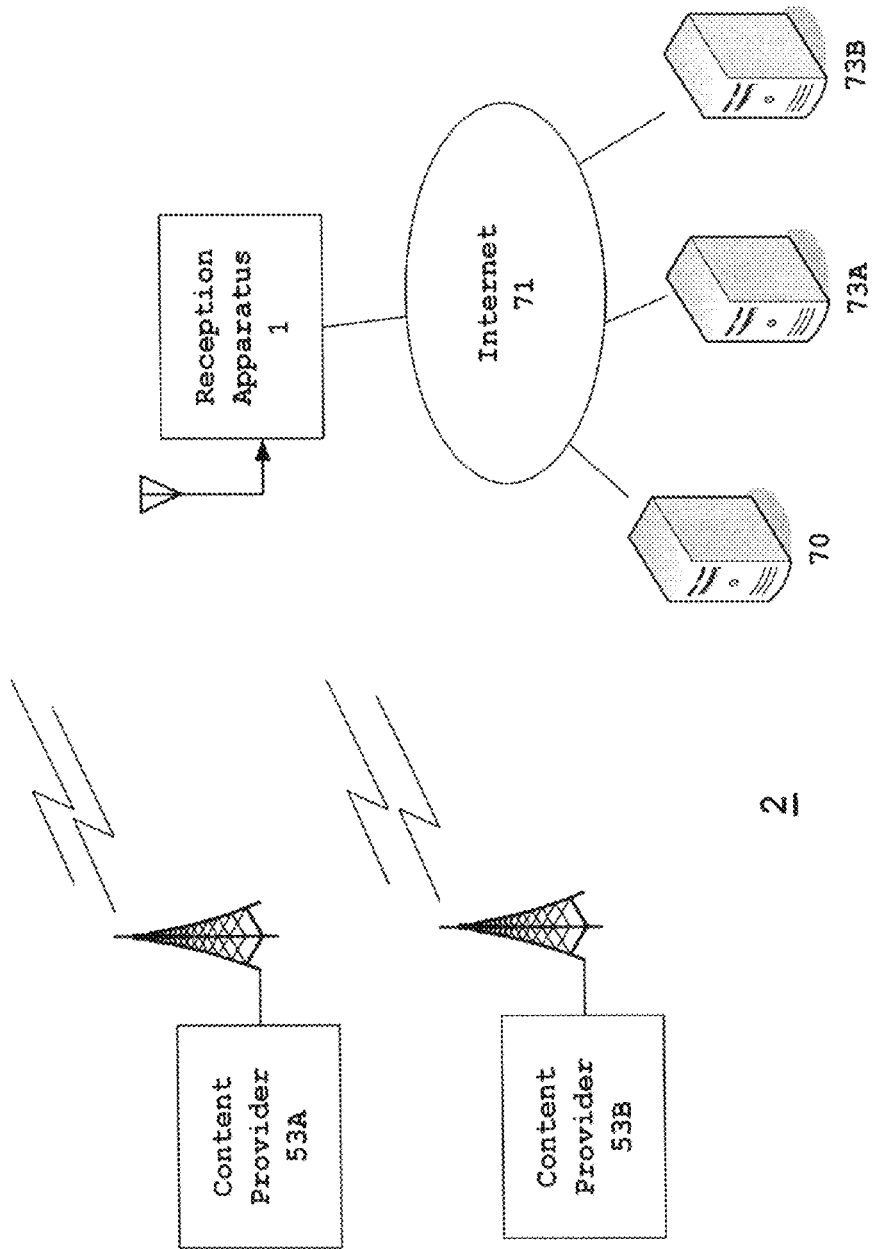 Content
Provider
53A
Content
Provider
53B
2
Reception
Apparatus
1
Internet
71
70
73A
73B